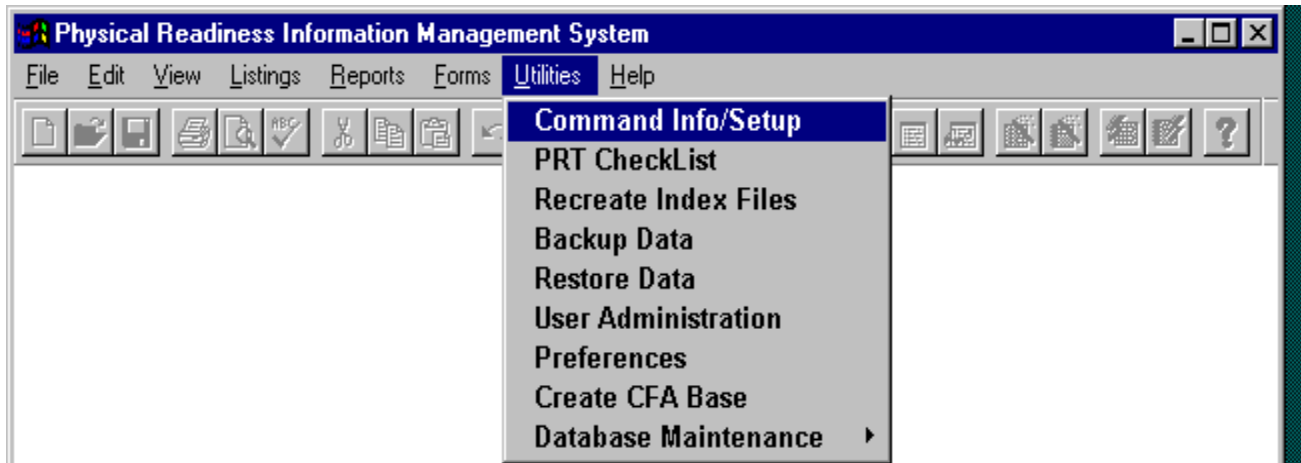 Physical Readiness Information Management System
File Edit View Listings Reports Forms Utilities Help
ABC ?
Command Info/Setup
PRT CheckList
Recreate Index Files
Backup Data
Restore Data
User Administration
Preferences
Create CFA Base
Database Maintenance